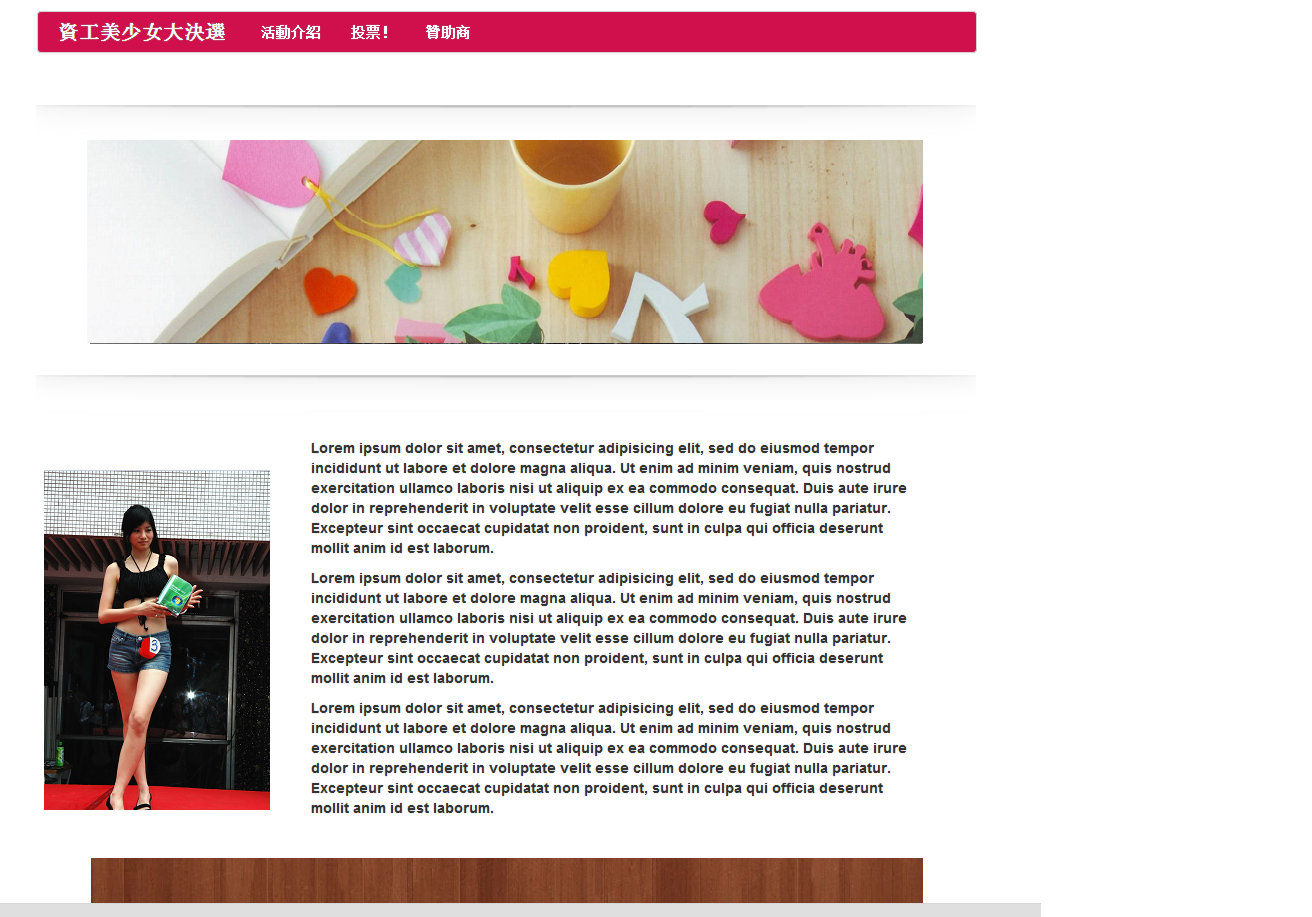 資工美少女大決選 活動介紹 投票! 贊助商
Lorem ipsum dolor sit amet, consectetur adipisicing elit, sed do eiusmod tempor
incididunt ut labore et dolore magna aliqua. Ut enim ad minim veniam, quis nostrud
exercitation ullamco laboris nisi ut aliquip ex ea commodo consequat. Duis aute irure
dolor in reprehenderit in voluptate velit esse cillum dolore eu fugiat nulla pariatur.
Excepteur sint occaecat cupidatat non proident, sunt in culpa qui officia deserunt
mollit anim id est laborum.
Lorem ipsum dolor sit amet, consectetur adipisicing elit, sed do eiusmod tempor
incididunt ut labore et dolore magna aliqua. Ut enim ad minim veniam, quis nostrud
exercitation ullamco laboris nisi ut aliquip ex ea commodo consequat. Duis aute irure
dolor in reprehenderit in voluptate velit esse cillum dolore eu fugiat nulla pariatur.
Excepteur sint occaecat cupidatat non proident, sunt in culpa qui officia deserunt
mollit anim id est laborum.
Lorem ipsum dolor sit amet, consectetur adipisicing elit, sed do eiusmod tempor
incididunt ut labore et dolore magna aliqua. Ut enim ad minim veniam, quis nostrud
exercitation ullamco laboris nisi ut aliquip ex ea commodo consequat. Duis aute irure
dolor in reprehenderit in voluptate velit esse cillum dolore eu fugiat nulla pariatur.
Excepteur sint occaecat cupidatat non proident, sunt in culpa qui officia deserunt
mollit anim id est laborum.
3